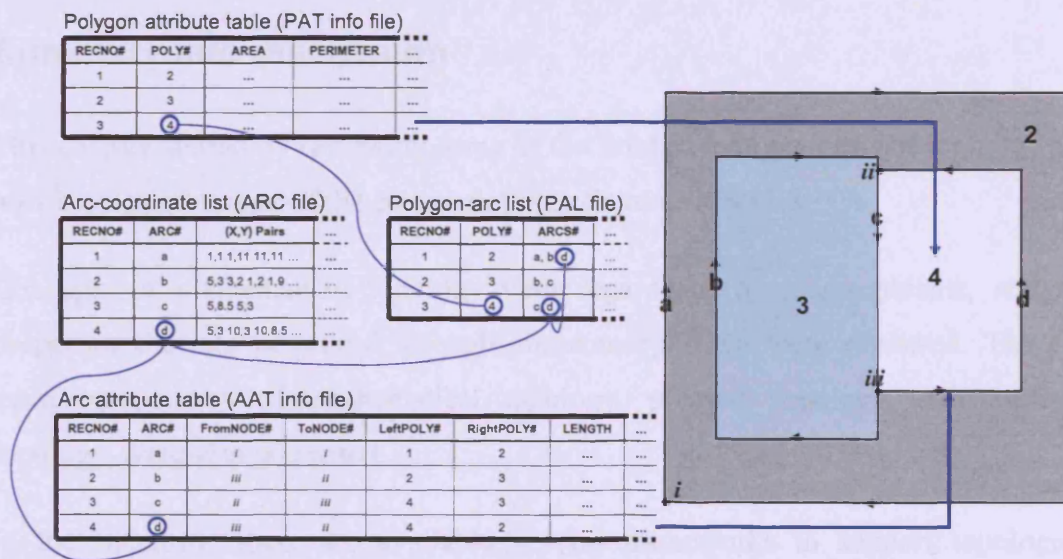 Polygon attribute table (PAT info file)
RECNO# POLY# AREA PERIMETER ...
1 2 ... ... ...
2 3 ... ... ...
3 4 ... ... ...
Arc-coordinate list (ARC file)
RECNO# ARC# (X,Y) Pairs ...
1 a 1,1 1,11 11,11 ... ...
2 b 5,3 3,2 1,2 1,9 ...
3 c 5,8.5 5,3 ...
4 d 5,3 10,3 10,8.5 ... ...
Polygon-arc list (PAL file)
RECNO# POLY# ARCS# ...
1 2 a, b d ...
2 3 b, c ...
3 4 c d ...
Arc attribute table (AAT info file)
RECNO# ARC# FromNODE# ToNODE# LeftPOLY# RightPOLY# LENGTH ...
1 a i i 1 2 ... ...
2 b iii ii 2 3 ... ...
3 c ii iii 4 3 ... ...
4 d iii ii 4 2 ... ...
2
ii
c
b
4
a
3
d
iii
i